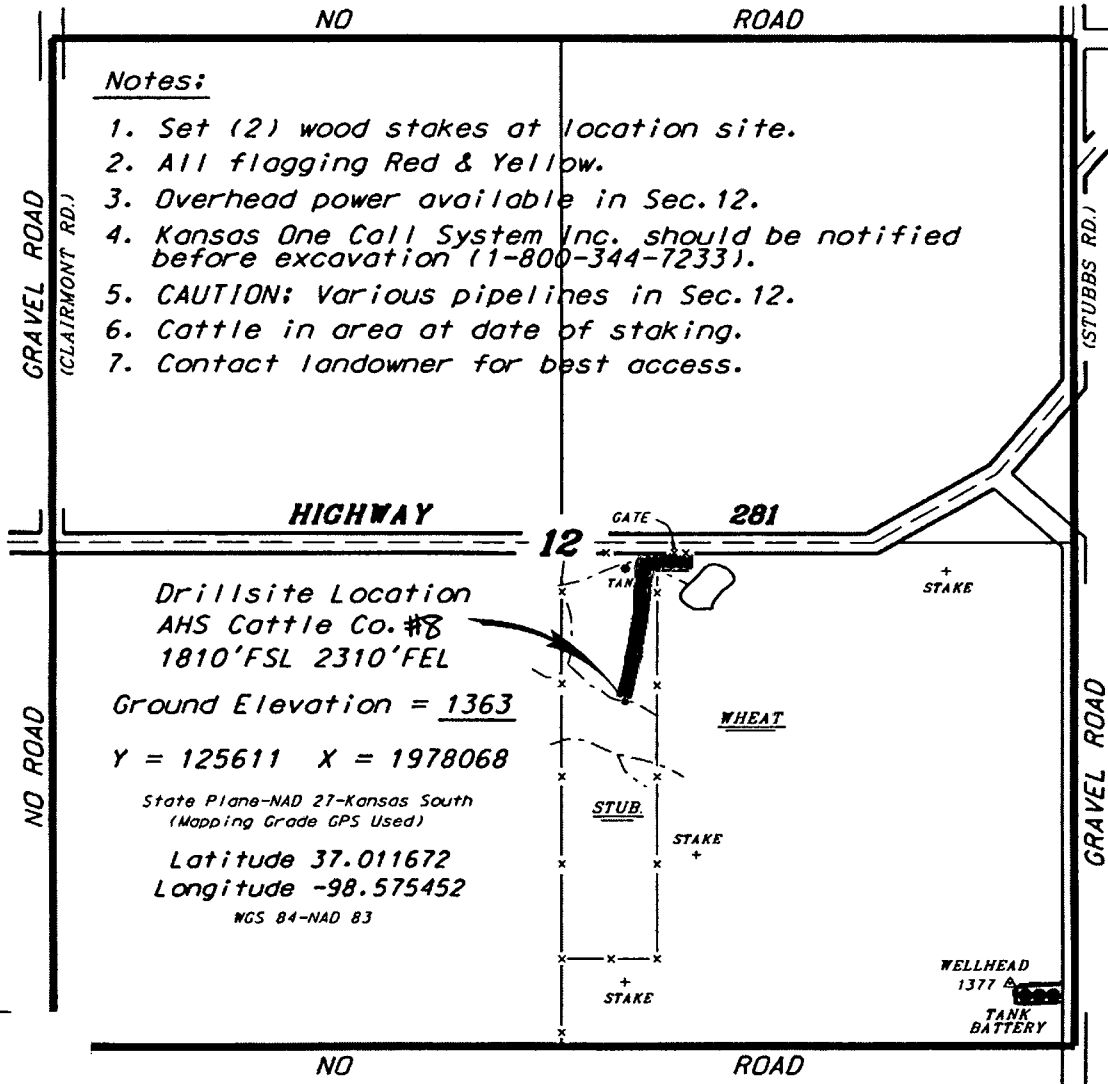 NO ROAD
Notes:
1. Set (2) wood stakes at location site.
2. All flagging Red & Yellow.
3. Overhead power available in Sec. 12.
4. Kansas One Call System Inc. should be notified
before excavation (1-800-344-7233).
5. CAUTION: Various pipelines in Sec. 12.
6. Cattle in area at date of staking.
7. Contact landowner for best access.
GRAVEL ROAD
(CLAIRMONT RD.)
(STUBBS RD.)
HIGHWAY 281
12
GATE
TAN
STAKE
Drillsite Location
AHS Cattle Co. #8
1810'FSL 2310'FEL
Ground Elevation = 1363
Y = 125611 X = 1978068
State Plane-NAD 27-Kansas South
(Mapping Grade GPS Used)
Latitude 37.011672
Longitude -98.575452
WGS 84-NAD 83
NO ROAD
WHEAT
STUB.
STAKE
STAKE
GRAVEL ROAD
WELLHEAD
1377
TANK
BATTERY
NO ROAD